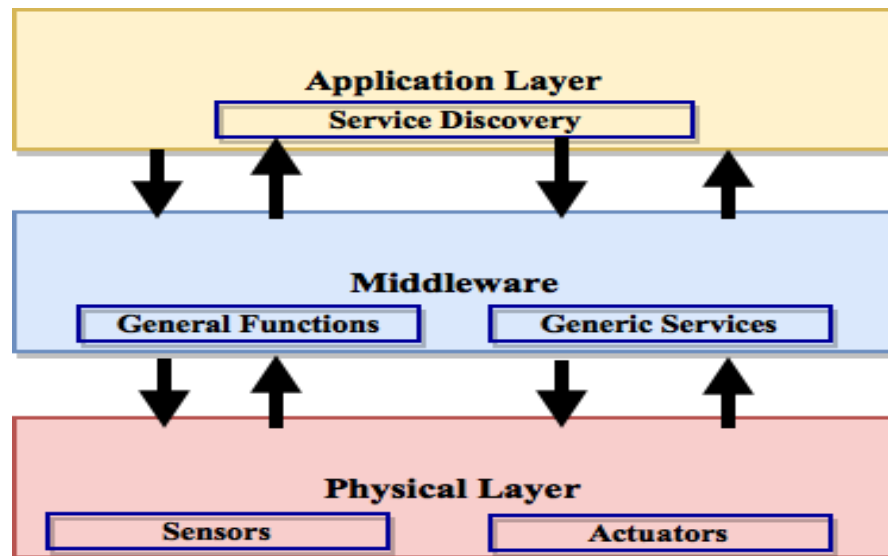 Application Layer
Service Discovery
Middleware
General Functions
Generic Services
Physical Layer
Sensors
Actuators